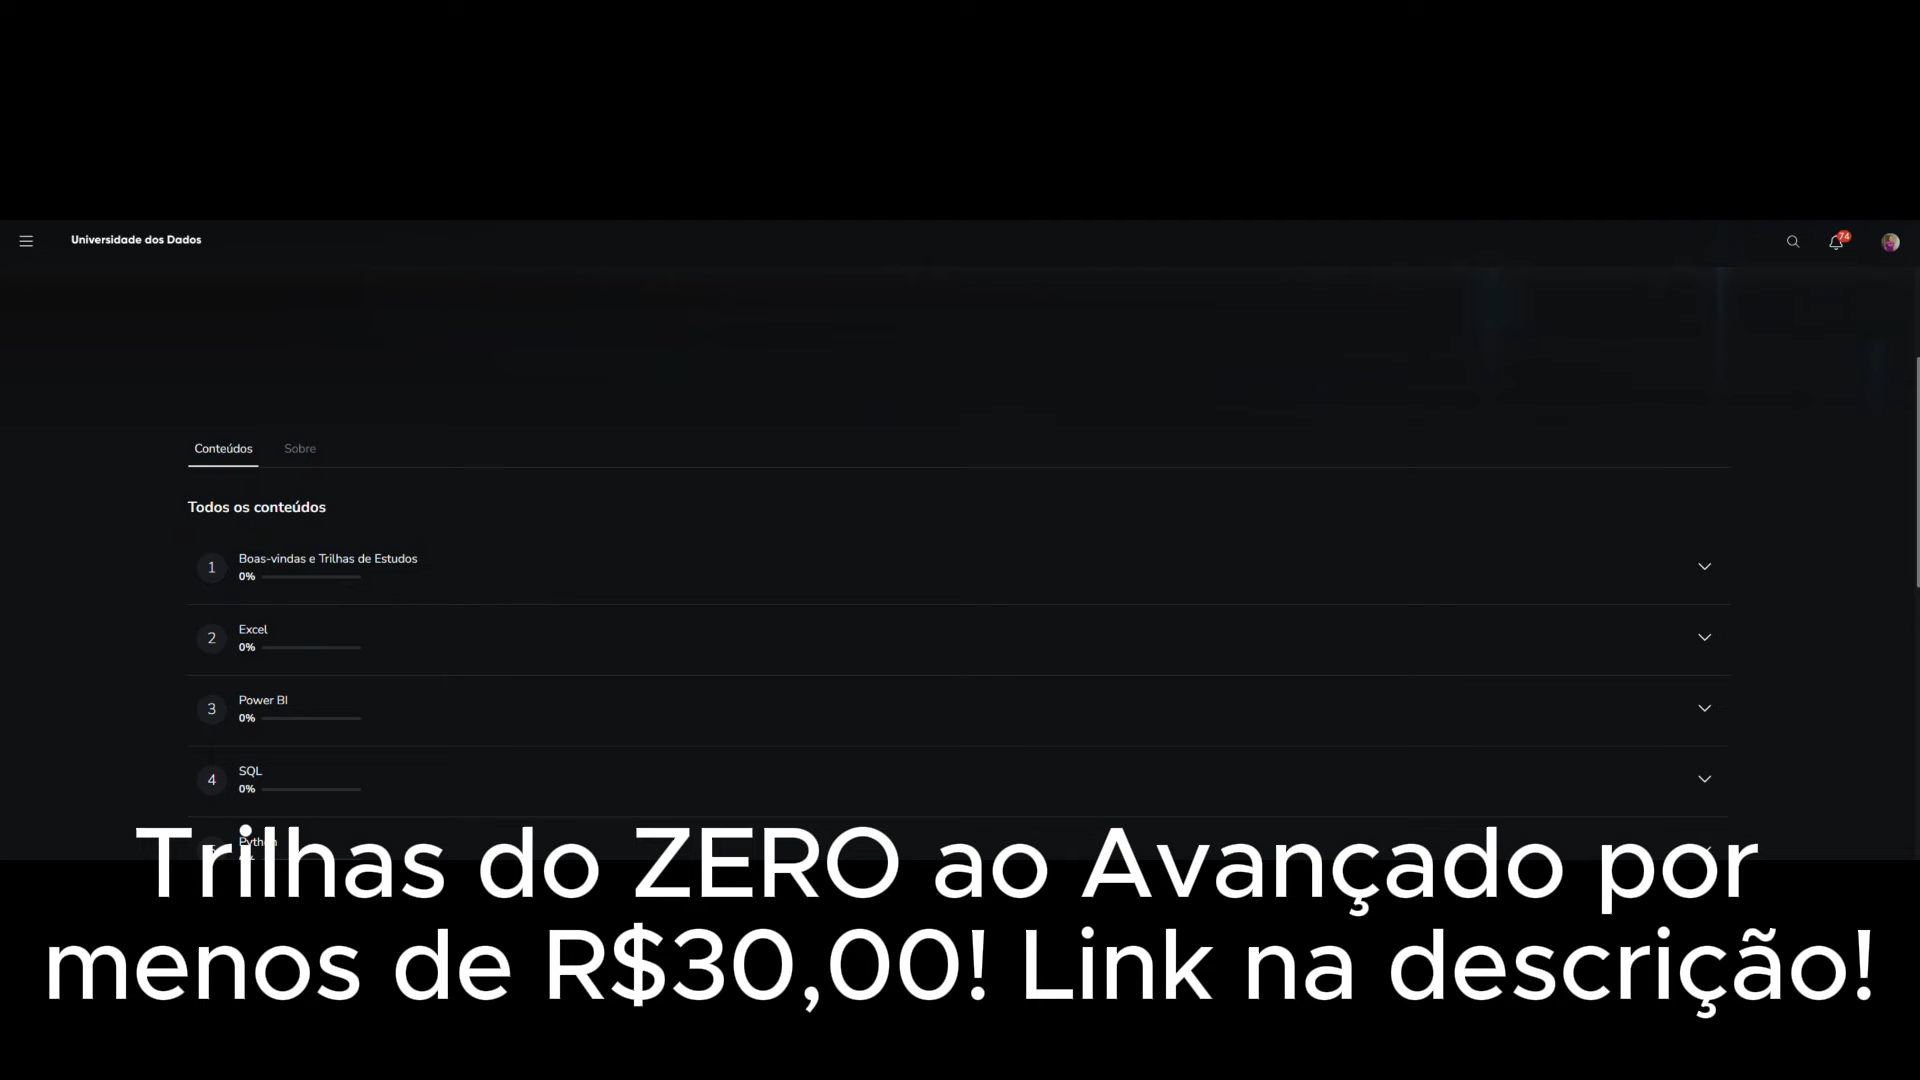 Universidade dos Dados
74
Conteúdos Sobre
Todos os conteúdos
1 Boas-vindas e Trilhas de Estudos
0%
2 Excel
0%
3 Power BI
0%
4 SQL
0%
Python
Trilhas do ZERO ao Avançado por
menos de R$30,00! Link na descrição!